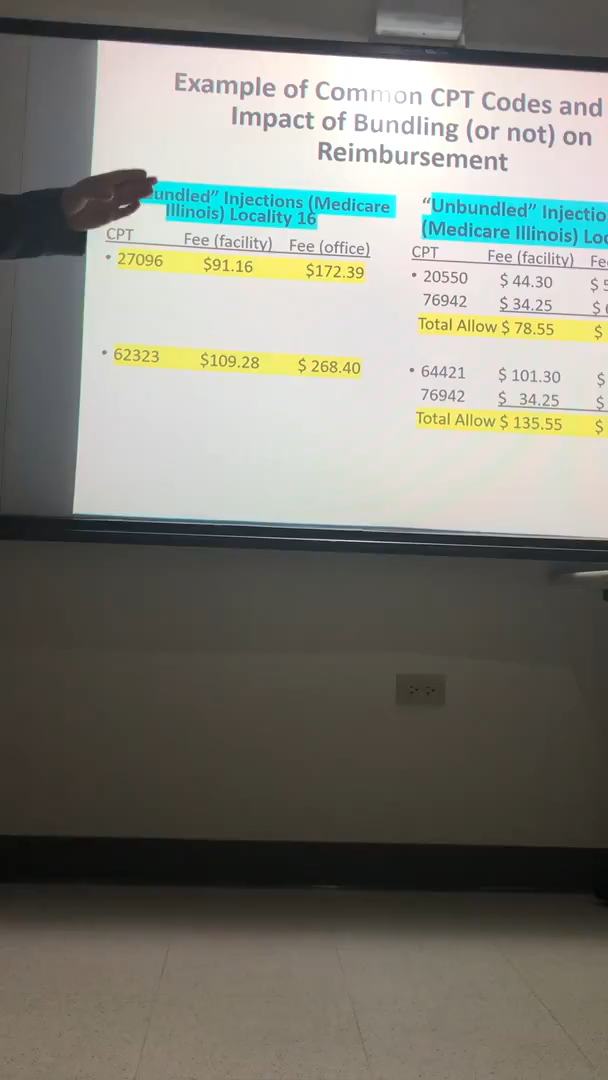 Example of Common CPT Codes and
Impact of Bundling (or not) on
Reimbursement
Injections (Medicare
Illinois) Locality 16
CPT Fee (facility) Fee (office)
• 27096 $91.16 $172.39
• 62323 $109.28 $ 268.40
"Unbundled"
(Medicare Illinois)
CPT Fee (facility)
• 20550 $ 44.30 $
76942 $ 34.25 $
Total Allow $ 78.55 $
• 64421 $ 101.30 $
76942 $ 34.25 $
Total Allow $ 135.55 $